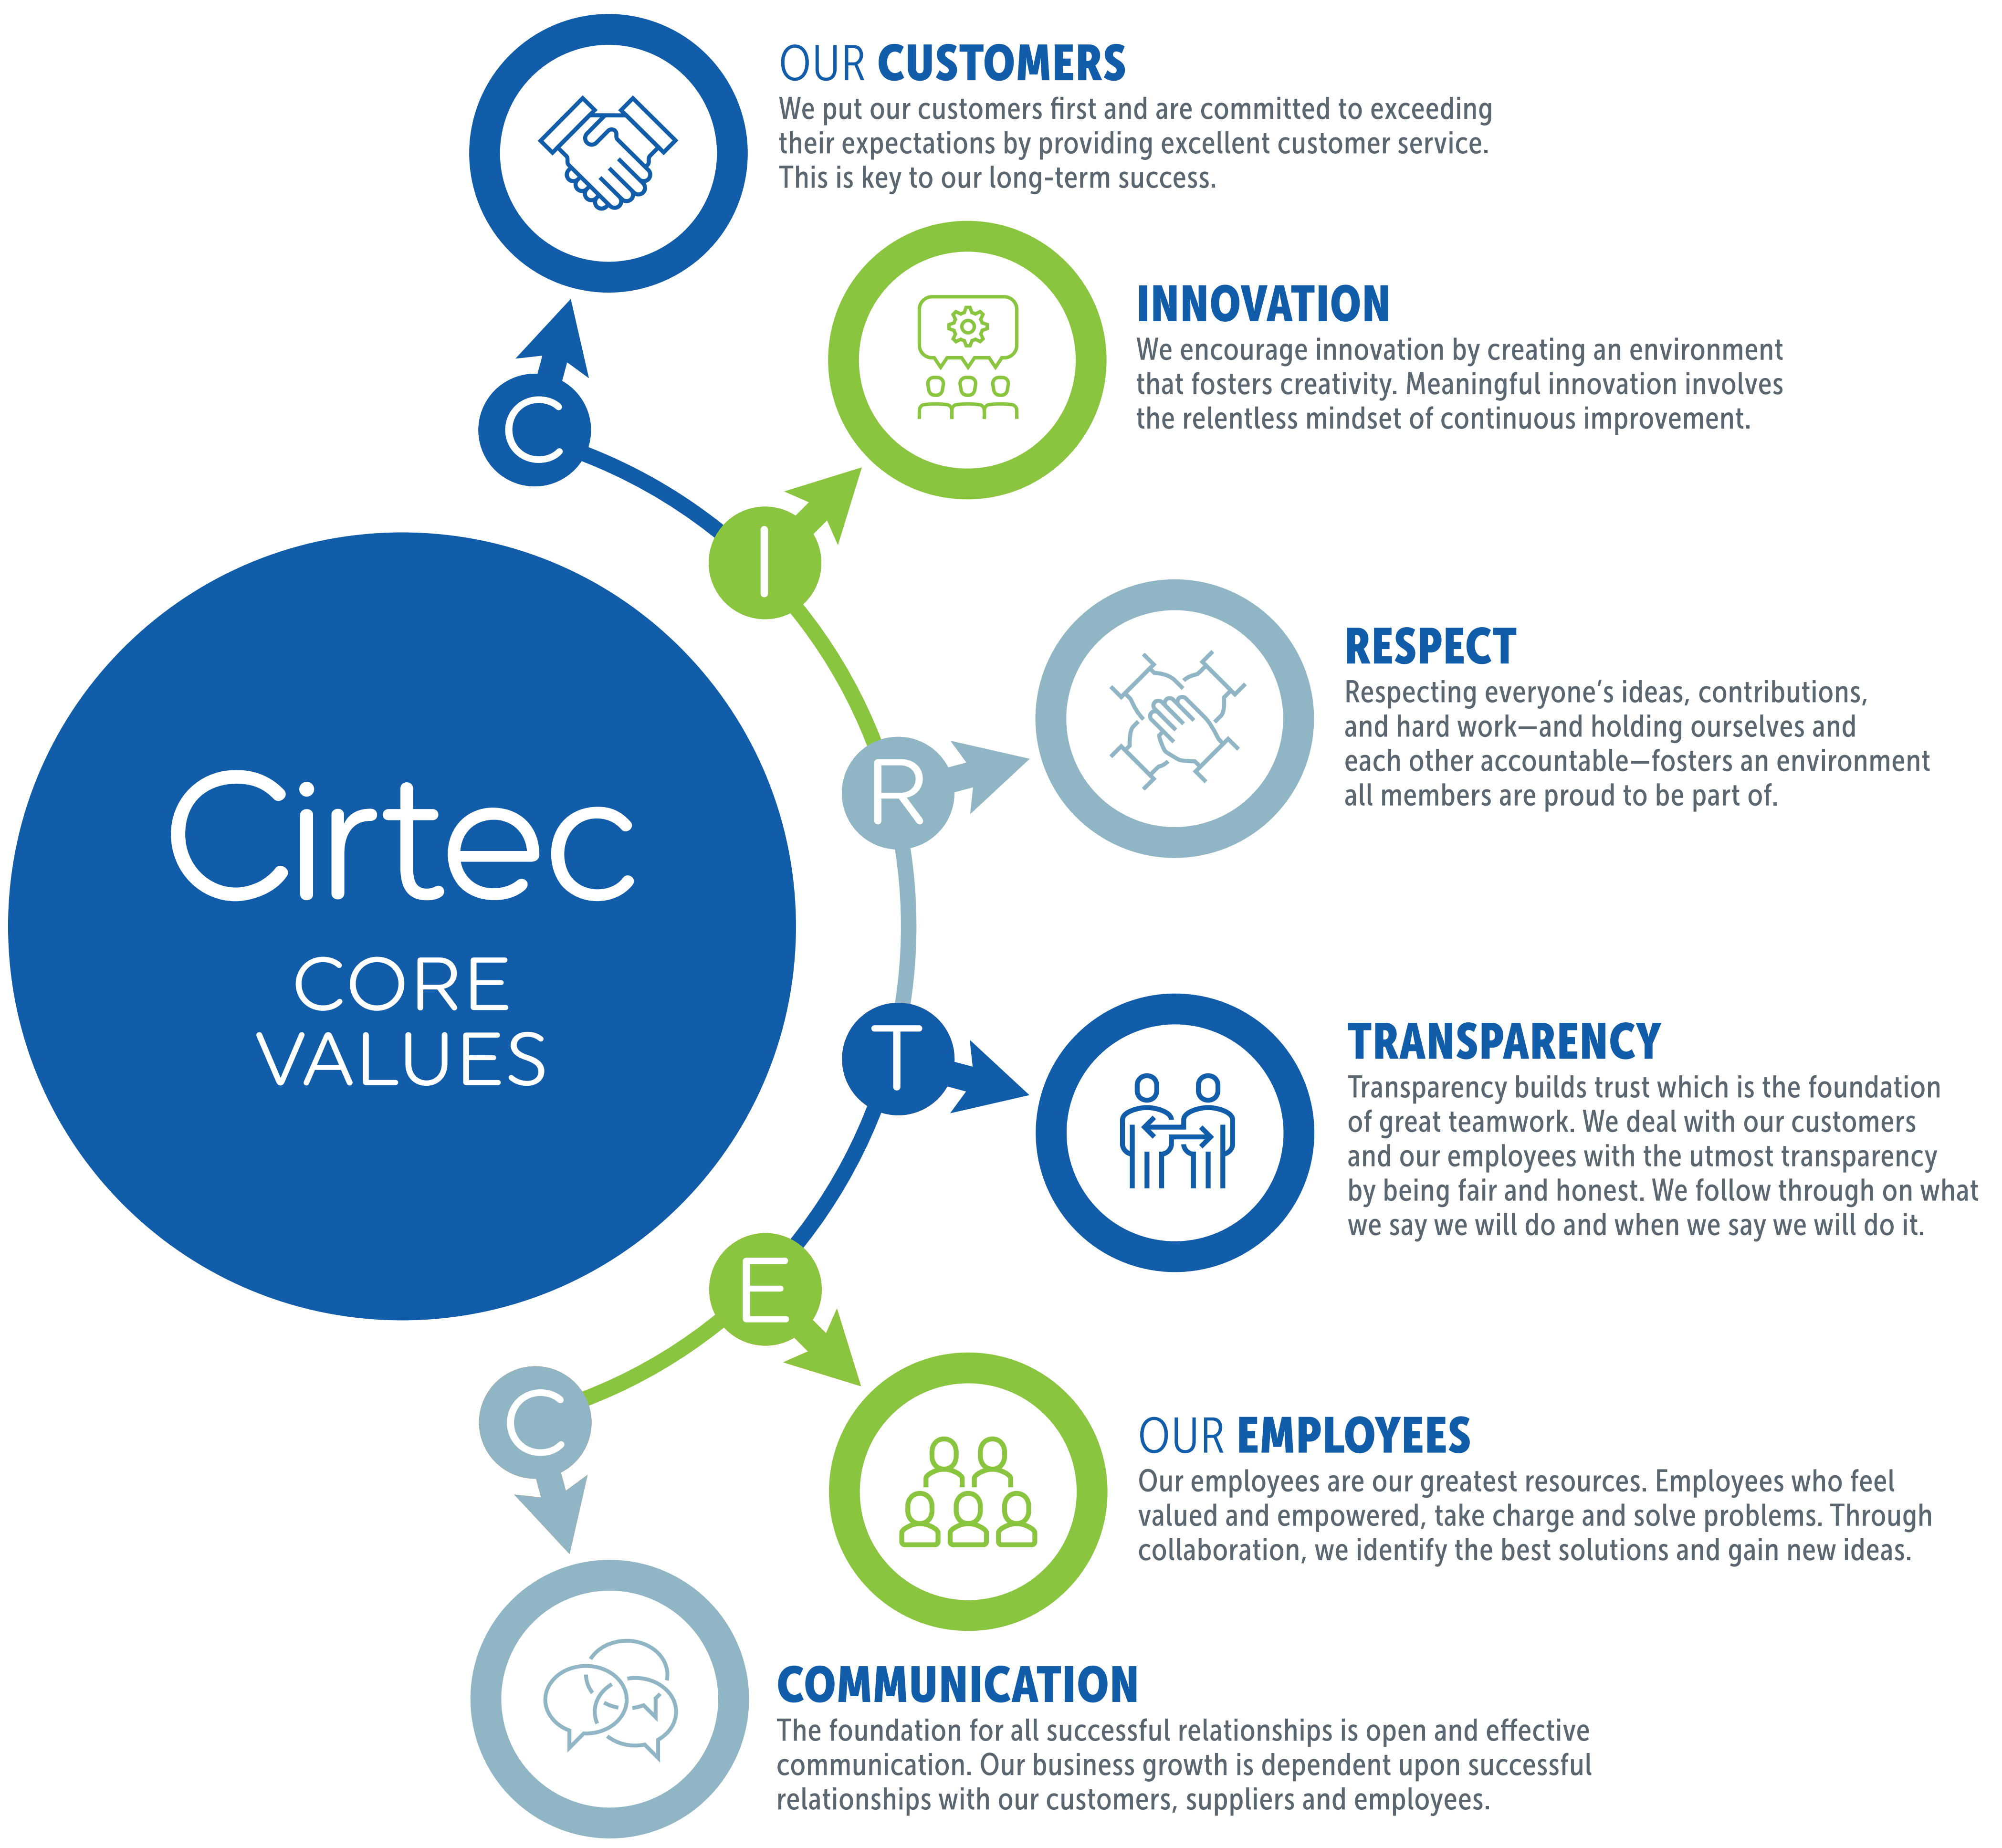 OUR CUSTOMERS
We put our customers first and are committed to exceeding
their expectations by providing excellent customer service.
This is key to our long-term success.
C
INNOVATION
We encourage innovation by creating an environment
that fosters creativity. Meaningful innovation involves
the relentless mindset of continuous improvement.
I
RESPECT
Respecting everyone’s ideas, contributions,
and hard work—and holding ourselves and
each other accountable—fosters an environment
all members are proud to be part of.
R
Cirtec
CORE
VALUES
T
TRANSPARENCY
Transparency builds trust which is the foundation
of great teamwork. We deal with our customers
and our employees with the utmost transparency
by being fair and honest. We follow through on what
we say we will do and when we say we will do it.
E
OUR EMPLOYEES
Our employees are our greatest resources. Employees who feel
valued and empowered, take charge and solve problems. Through
collaboration, we identify the best solutions and gain new ideas.
C
COMMUNICATION
The foundation for all successful relationships is open and effective
communication. Our business growth is dependent upon successful
relationships with our customers, suppliers and employees.